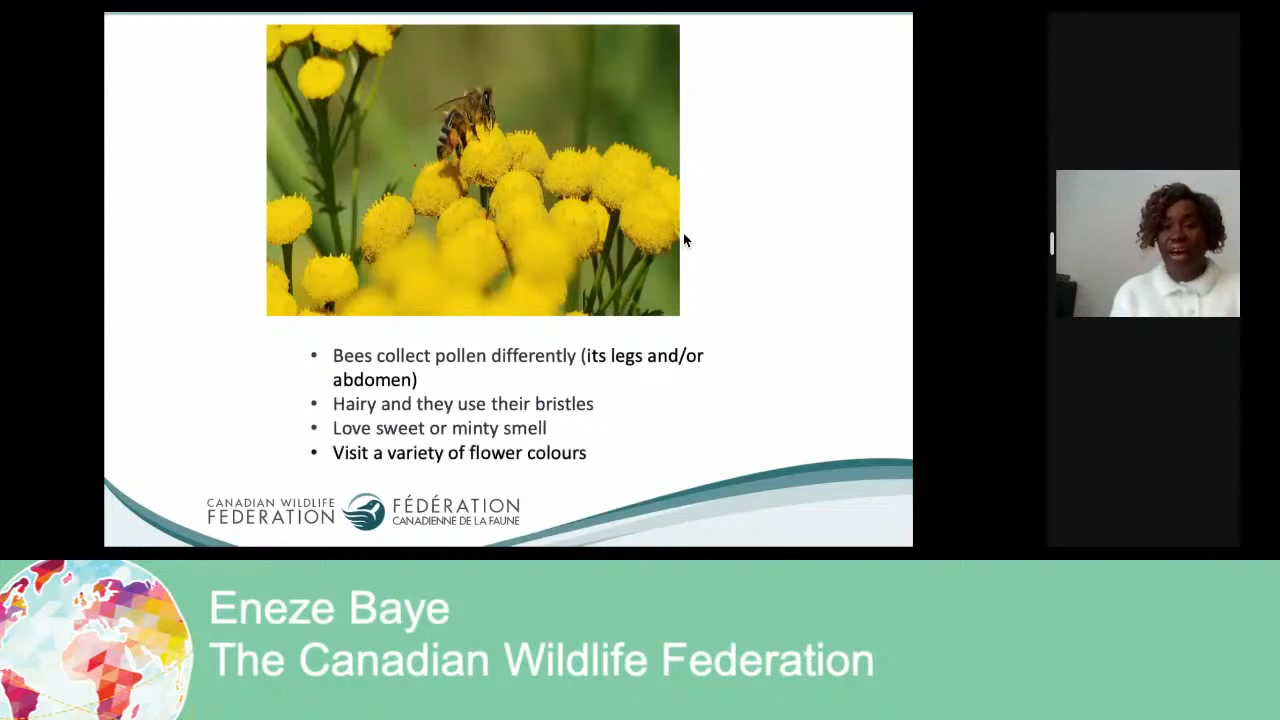 • Bees collect pollen differently (its legs and/or
abdomen)
• Hairy and they use their bristles
• Love sweet or minty smell
• Visit a variety of flower colours
CANADIAN WILDLIFE
FEDERATION
FÉDÉRATION
CANADIENNE DE LA FAUNE
Eneze Baye
The Canadian Wildlife Federation